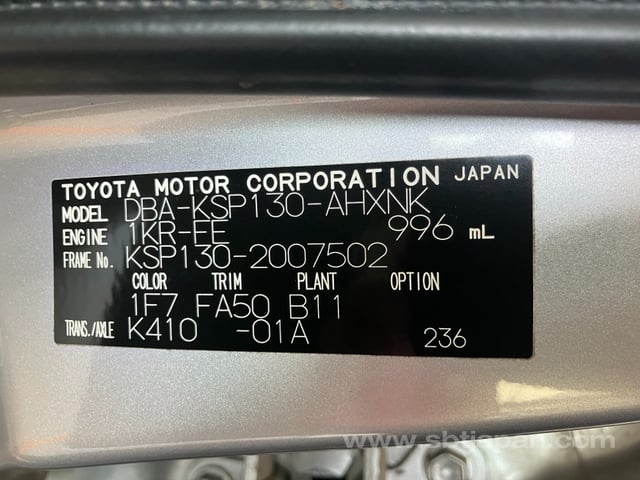 TOYOTA MOTOR CORPORATION JAPAN
MODEL DBA-KSP130-AHXNK
ENGINE 1KR-FE 996 mL
FRAME No. KSP130-2007502
COLOR TRIM PLANT OPTION
1F7 FA50 B11
TRANS./AXLE K410 -01A 236
www.sbtjapan.com